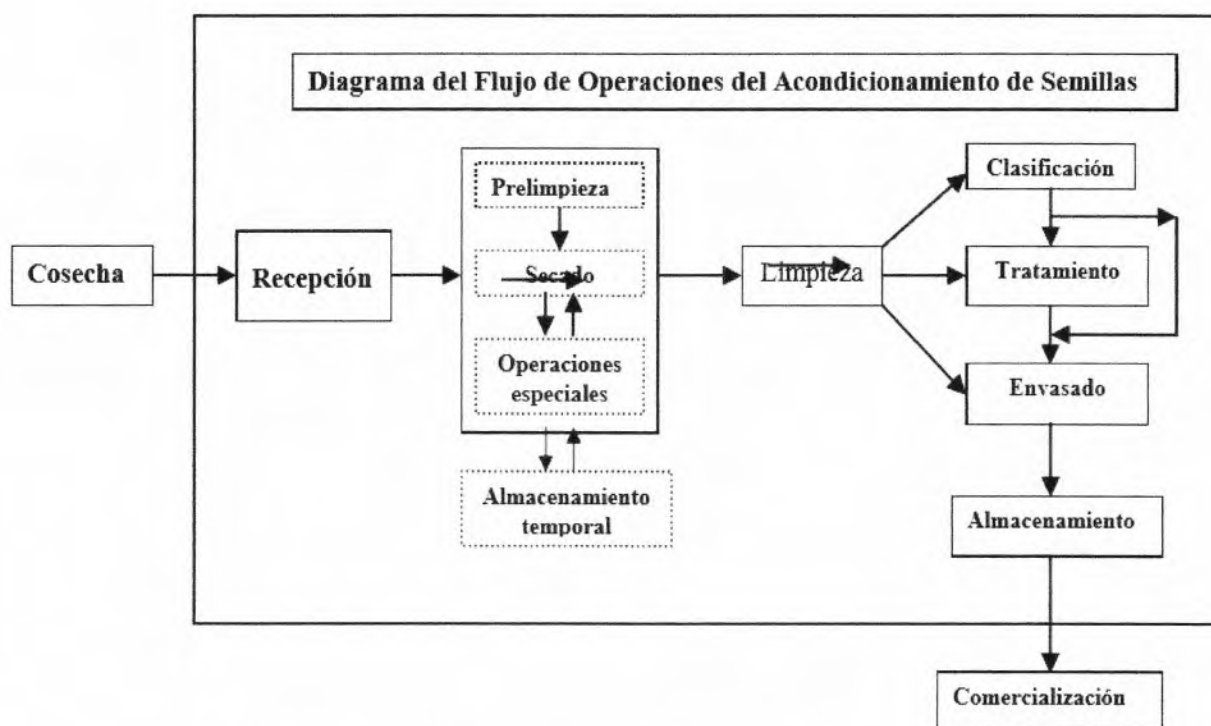 Diagrama del Flujo de Operaciones del Acondicionamiento de Semillas
Cosecha
Recepción
Prelimpieza
Secado
Operaciones
especiales
Almacenamiento
temporal
Limpieza
Clasificación
Tratamiento
Envasado
Almacenamiento
Comercialización